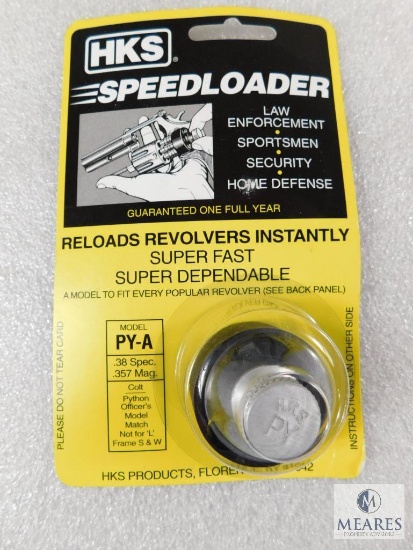 HKS®
SPEEDLOADER
LAW
ENFORCEMENT
•
SPORTSMEN
•
SECURITY
•
HOME DEFENSE
GUARANTEED ONE FULL YEAR
RELOADS REVOLVERS INSTANTLY
SUPER FAST
SUPER DEPENDABLE
A MODEL TO FIT EVERY POPULAR REVOLVER (SEE BACK PANEL)
PLEASE DO NOT TEAR CARD
MODEL
PY-A
.38 Spec.
.357 Mag.
Colt
Python
Officer's
Model
Match
Not for 'L'
Frame S & W
HKS
INSTRUCTIONS ON OTHER SIDE
HKS PRODUCTS,
M
MEARES
PROPERTY ADVISORS